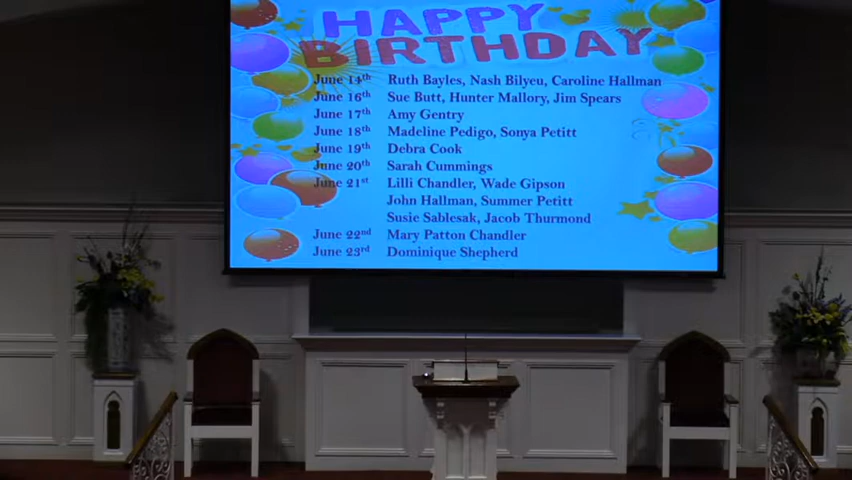 HAPPY
BIRTHDAY
June 14th Ruth Bayles, Nash Bilyeu, Caroline Hallman
June 16th Sue Butt, Hunter Mallory, Jim Spears
June 17th Amy Gentry
June 18th Madeline Pedigo, Sonya Petitt
June 19th Debra Cook
June 20th Sarah Cummings
June 21st Lilli Chandler, Wade Gipson
John Hallman, Summer Petitt
Susie Sablesak, Jacob Thurmond
June 22nd Mary Patton Chandler
June 23rd Dominique Shepherd